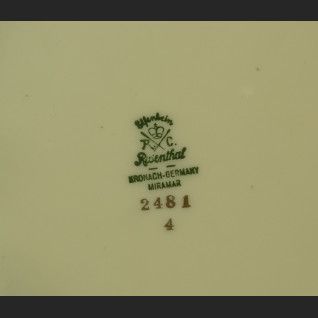 Elfenbein
P. C.
Rosenthal
KRONACH-GERMANY
MIRAMAR
2481
4